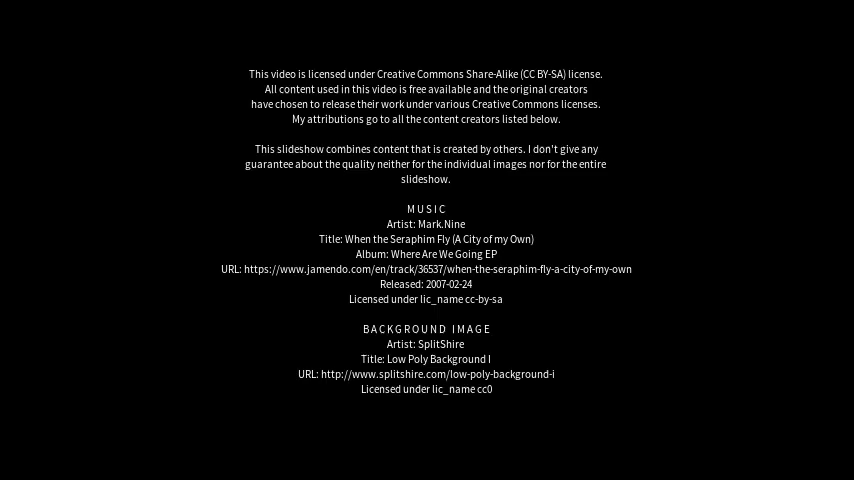 This video is licensed under Creative Commons Share-Alike (CC BY-SA) license.
All content used in this video is free available and the original creators
have chosen to release their work under various Creative Commons licenses.
My attributions go to all the content creators listed below.
This slideshow combines content that is created by others. I don't give any
guarantee about the quality neither for the individual images nor for the entire
slideshow.
MUSIC
Artist: Mark.Nine
Title: When the Seraphim Fly (A City of my Own)
Album: Where Are We Going EP
URL: https://www.jamendo.com/en/track/36537/when-the-seraphim-fly-a-city-of-my-own
Released: 2007-02-24
Licensed under lic_name cc-by-sa
BACKGROUND IMAGE
Artist: SplitShire
Title: Low Poly Background I
URL: http://www.splitshire.com/low-poly-background-i
Licensed under lic_name cc0